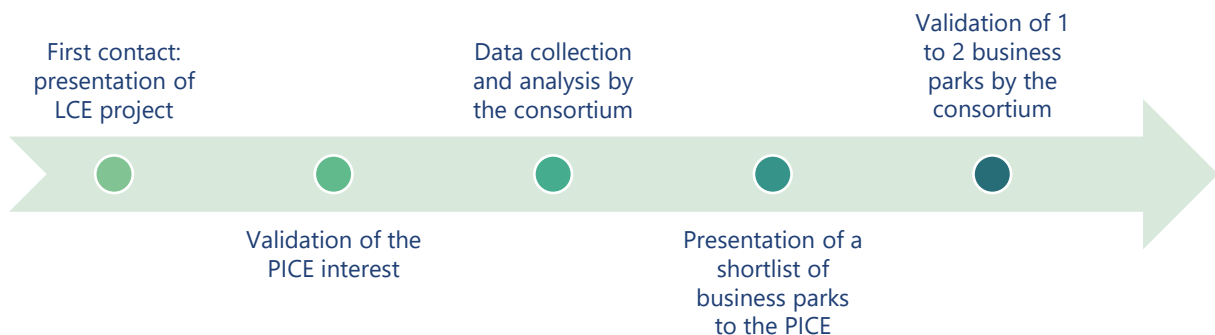 First contact:
presentation of
LCE project
Validation of the
PICE interest
Data collection
and analysis by
the consortium
Presentation of a
shortlist of
business parks
to the PICE
Validation of 1
to 2 business
parks by the
consortium